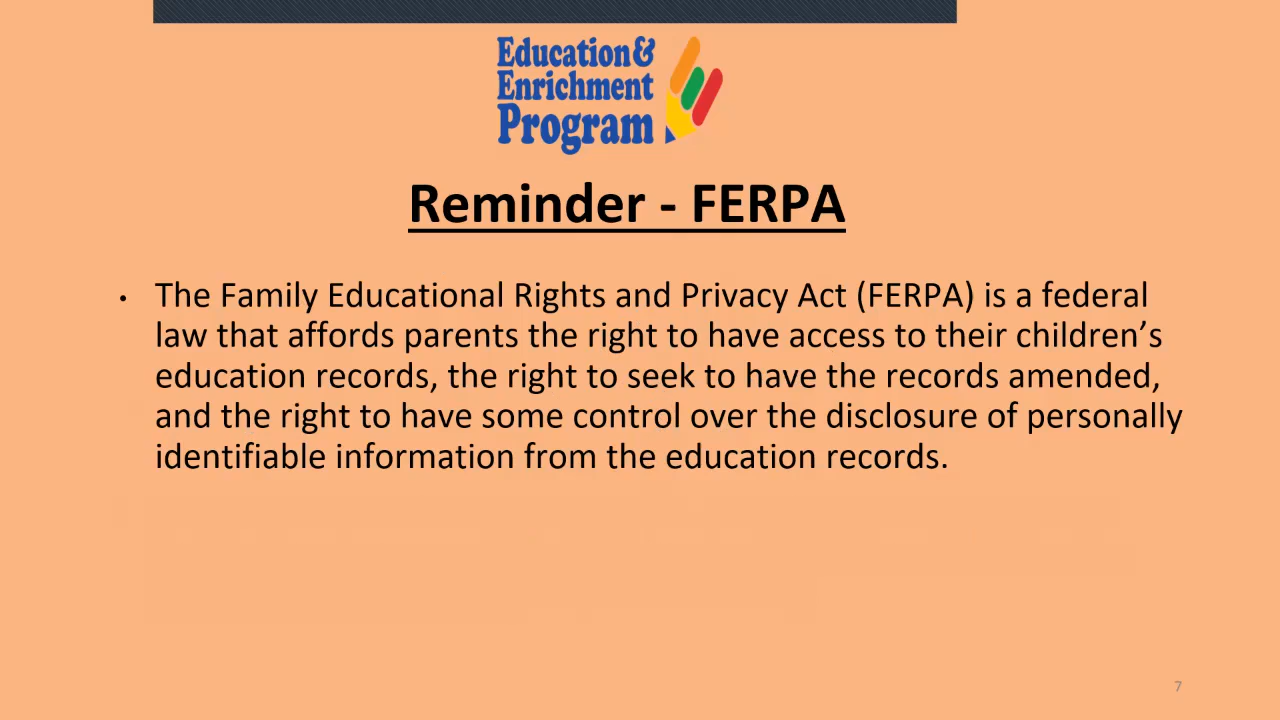 Education&
Enrichment
Program
Reminder - FERPA
• The Family Educational Rights and Privacy Act (FERPA) is a federal
law that affords parents the right to have access to their children’s
education records, the right to seek to have the records amended,
and the right to have some control over the disclosure of personally
identifiable information from the education records.
7